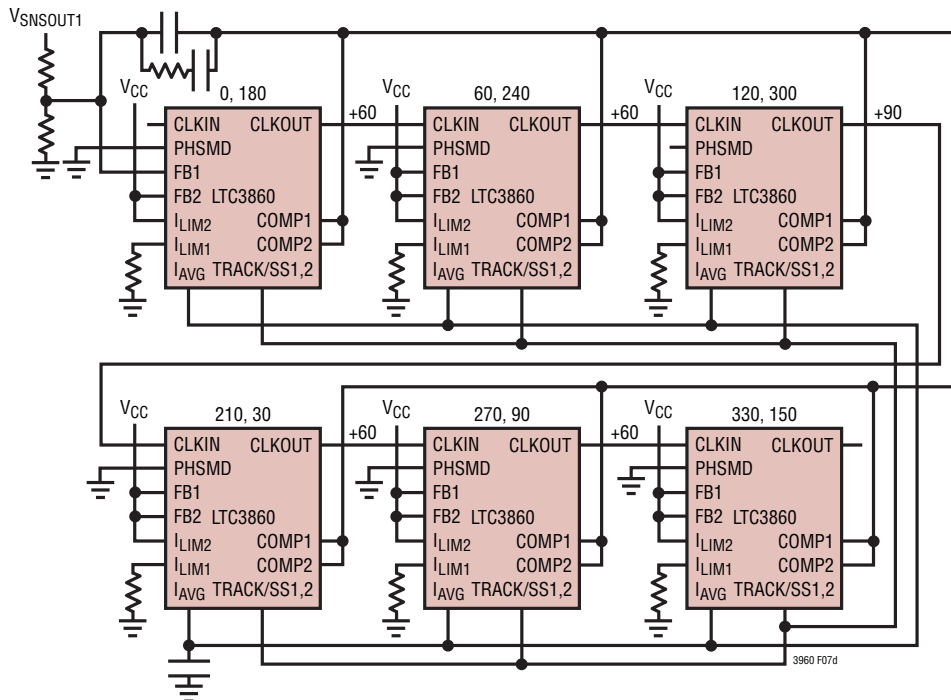 VSNSOUT1
VCC
0, 180
CLKIN CLKOUT
PHSMD
FB1
FB2 LTC3860
ILIM2 COMP1
ILIM1 COMP2
IAVG TRACK/SS1,2
+60
VCC
60, 240
CLKIN CLKOUT
PHSMD
FB1
FB2 LTC3860
ILIM2 COMP1
ILIM1 COMP2
IAVG TRACK/SS1,2
+60
VCC
120, 300
CLKIN CLKOUT
PHSMD
FB1
FB2 LTC3860
ILIM2 COMP1
ILIM1 COMP2
IAVG TRACK/SS1,2
+90
VCC
210, 30
CLKIN CLKOUT
PHSMD
FB1
FB2 LTC3860
ILIM2 COMP1
ILIM1 COMP2
IAVG TRACK/SS1,2
+60
VCC
270, 90
CLKIN CLKOUT
PHSMD
FB1
FB2 LTC3860
ILIM2 COMP1
ILIM1 COMP2
IAVG TRACK/SS1,2
+60
VCC
330, 150
CLKIN CLKOUT
PHSMD
FB1
FB2 LTC3860
ILIM2 COMP1
ILIM1 COMP2
IAVG TRACK/SS1,2
3960 F07d